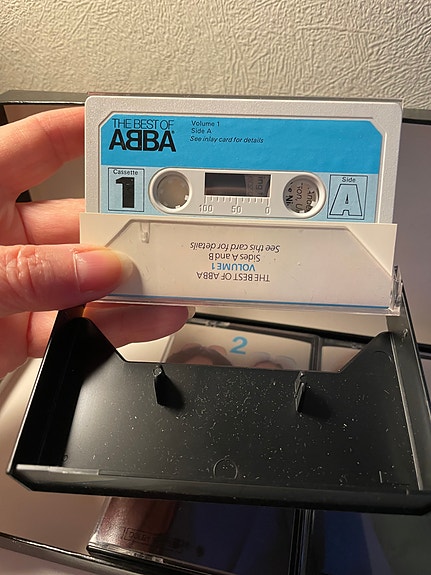 THE BEST OF
ABBA
Volume 1
Side A
See inlay card for details
Cassette
1
Side
A
100 50 0
THE BEST OF ABBA
VOLUME 1
Sides A and B
See this card for details
2